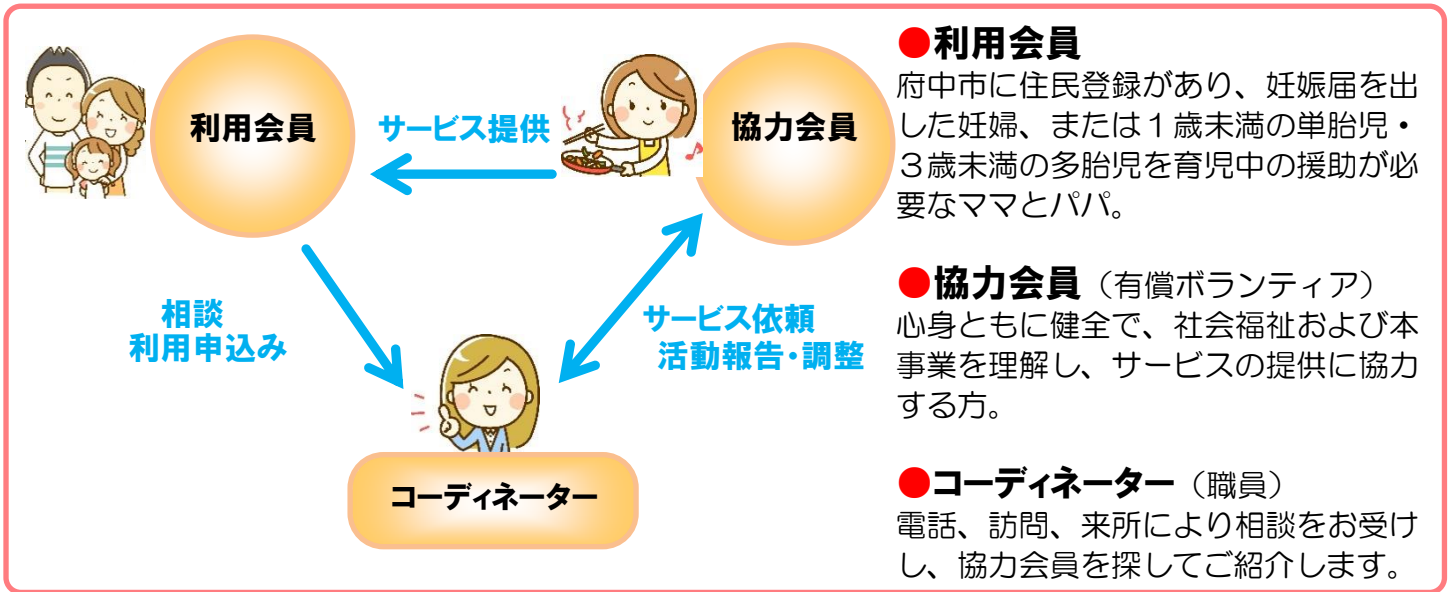 利用会員
サービス提供
協力会員
相談
利用申込み
サービス依頼
活動報告・調整
コーディネーター
●利用会員
府中市に住民登録があり、妊娠届を出
した妊婦、または１歳未満の単胎児・
３歳未満の多胎児を育児中の援助が必
要なママとパパ。
●協力会員（有償ボランティア）
心身ともに健全で、社会福祉および本
事業を理解し、サービスの提供に協力
する方。
●コーディネーター（職員）
電話、訪問、来所により相談をお受け
し、協力会員を探してご紹介します。